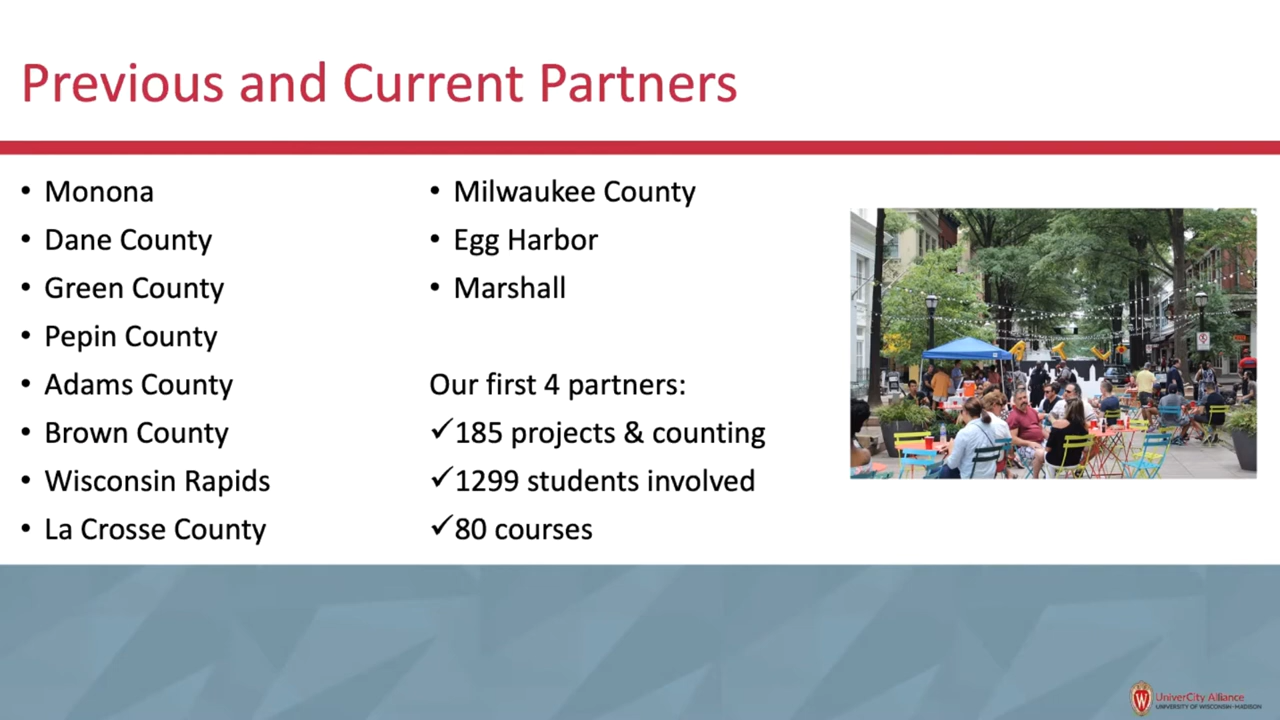 Previous and Current Partners
• Monona
• Dane County
• Green County
• Pepin County
• Adams County
• Brown County
• Wisconsin Rapids
• La Crosse County
• Milwaukee County
• Egg Harbor
• Marshall
Our first 4 partners:
✓185 projects & counting
✓1299 students involved
✓80 courses
W
UniverCity Alliance
UNIVERSITY OF WISCONSIN-MADISON